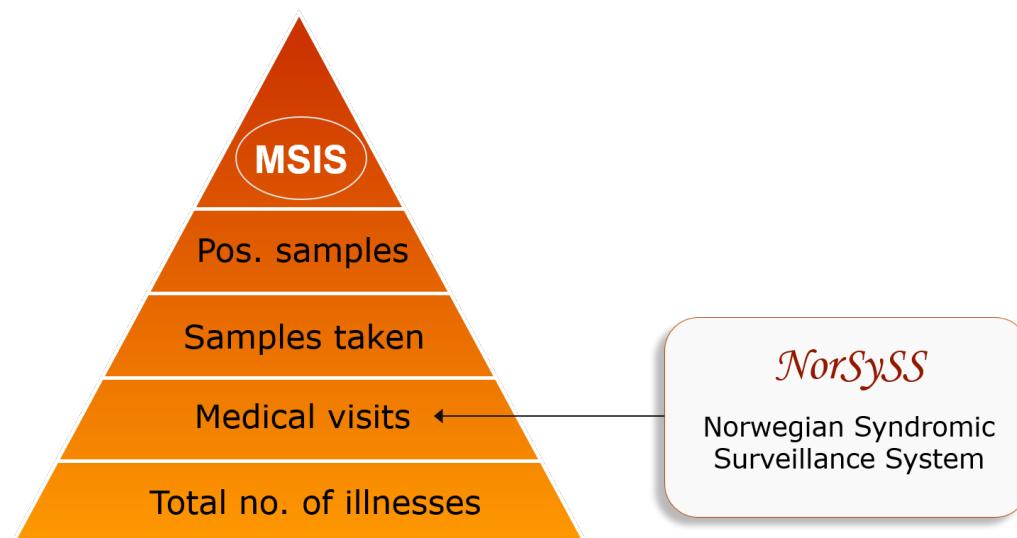 MSIS
Pos. samples
Samples taken
Medical visits
Total no. of illnesses
NorSySS
Norwegian Syndromic
Surveillance System